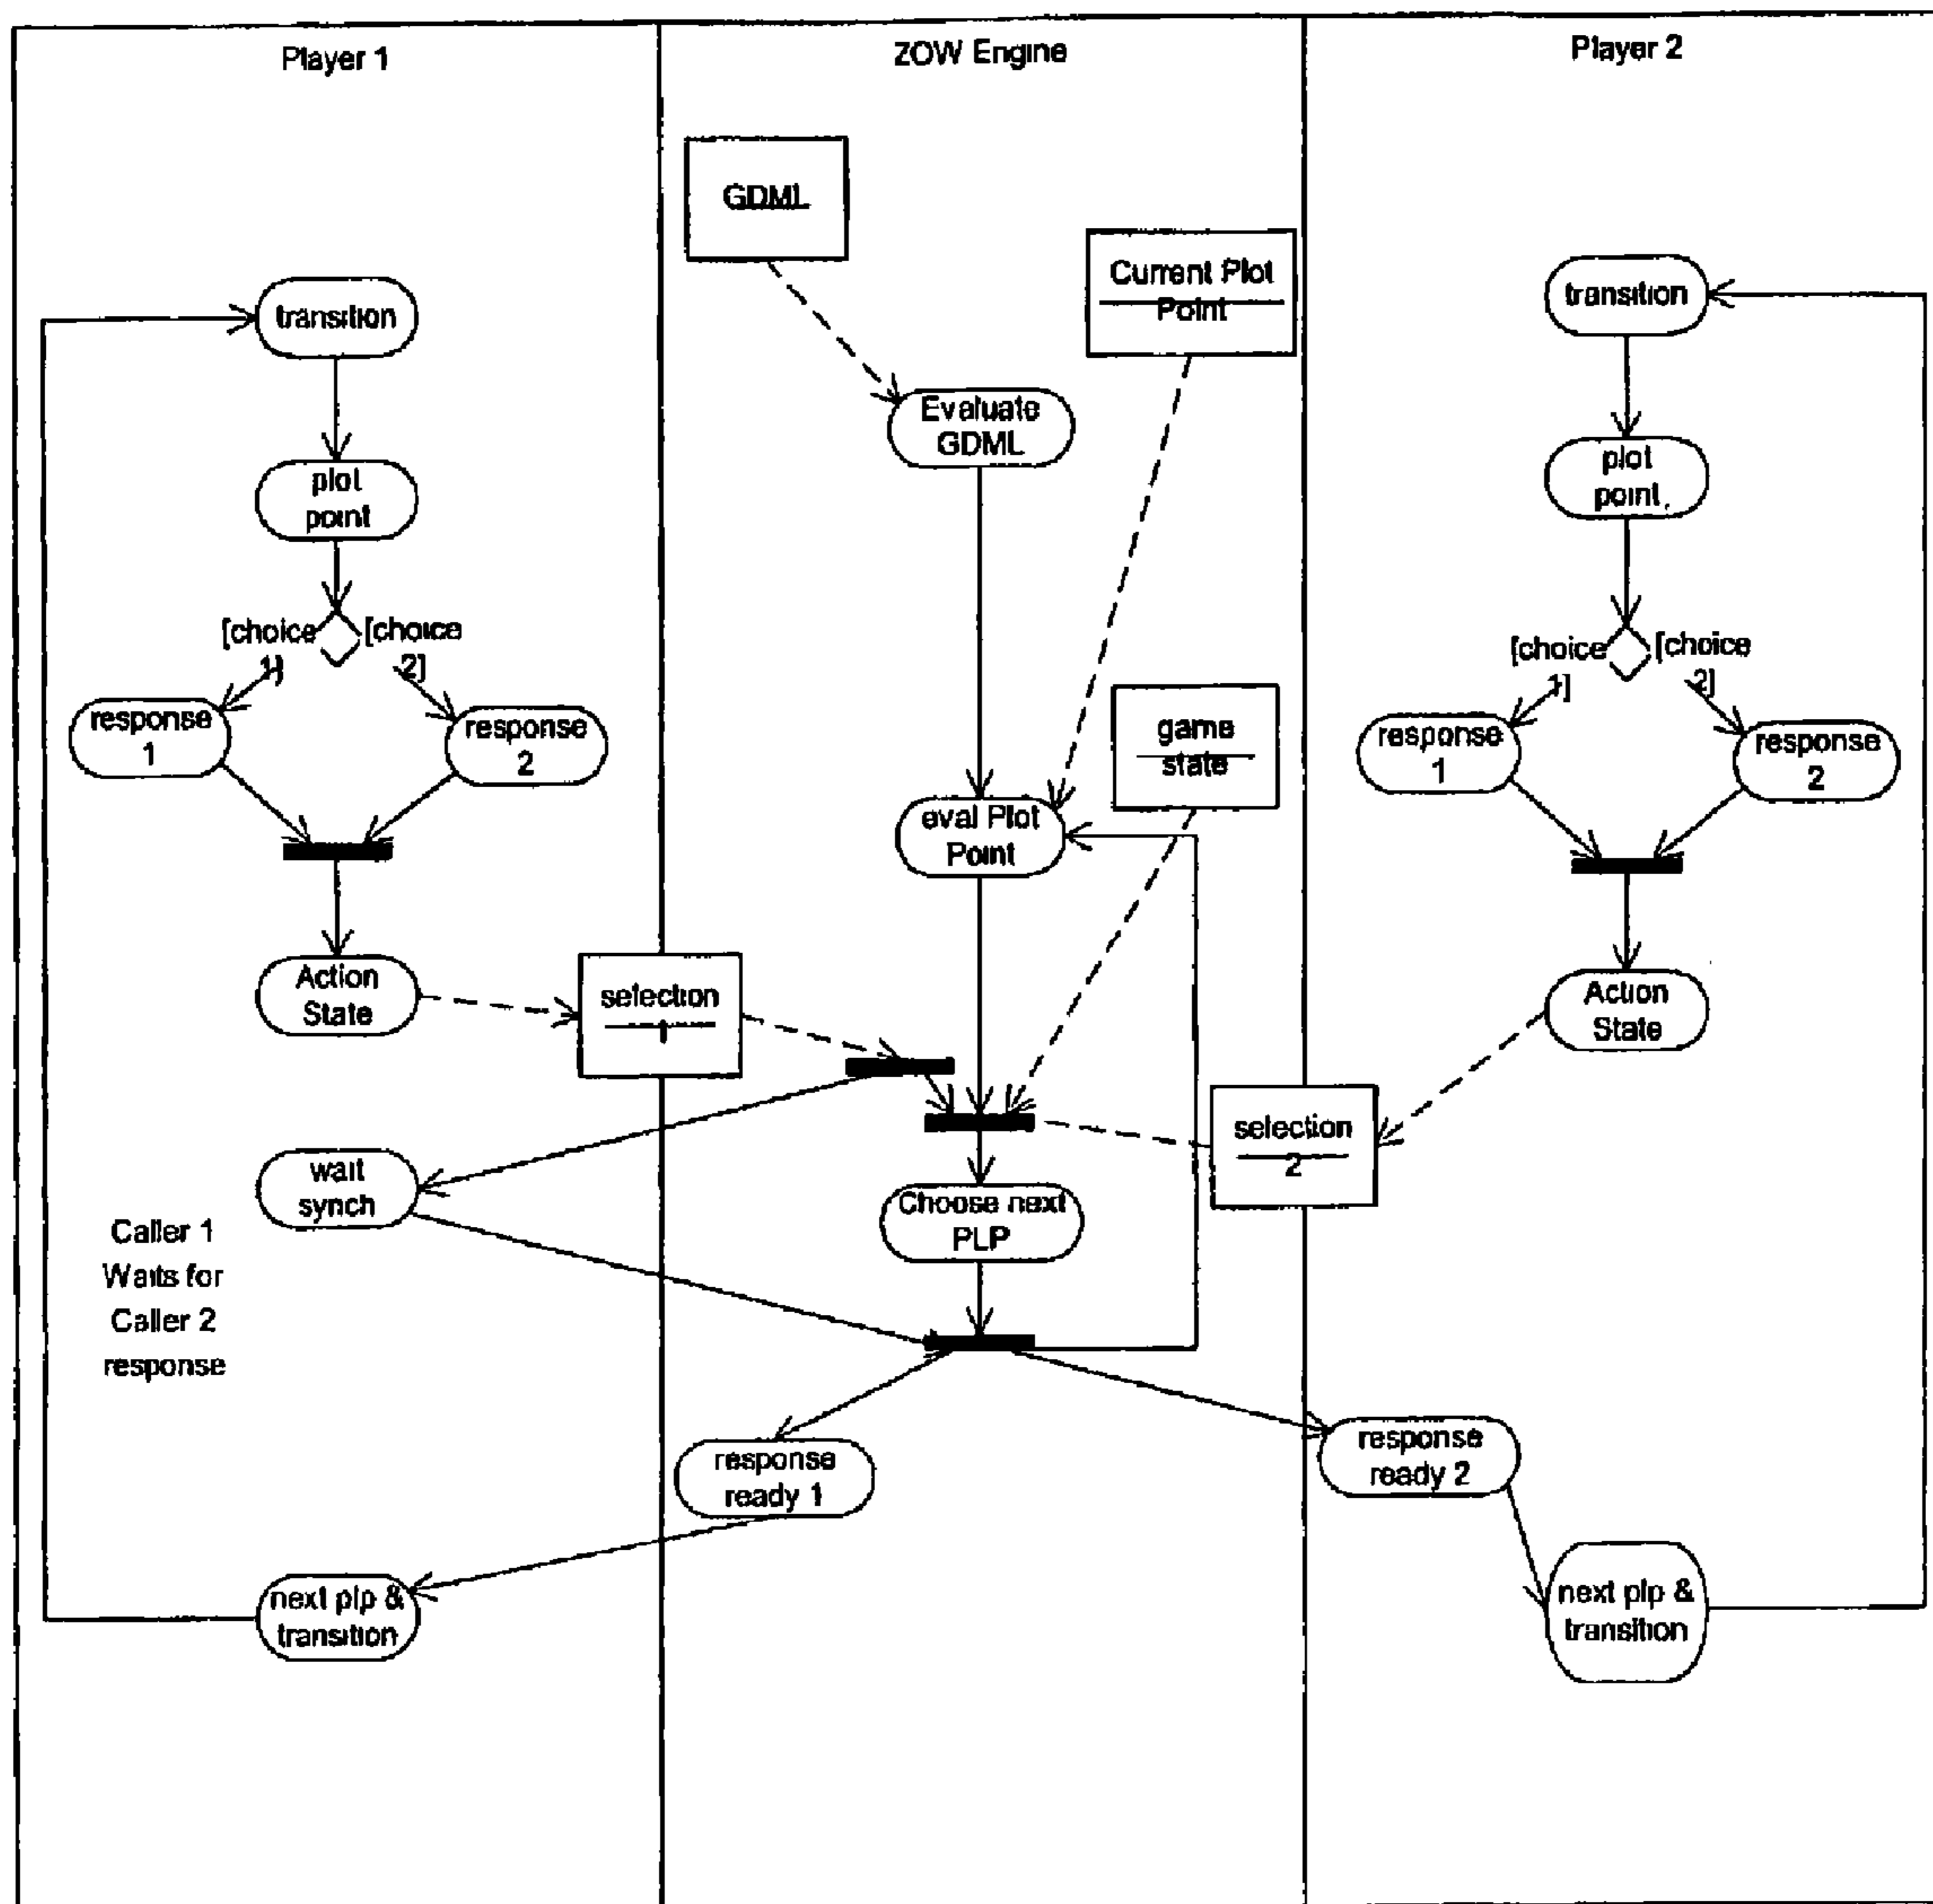 Player 1
ZOW Engine
Player 2
GDML
Current Plot
Point
transition
transition
Evaluate
GDML
plot
point
plot
point
[choice
1]
[choice
2]
[choice
1]
[choice
2]
response
1
response
2
game
state
response
1
response
2
eval Plot
Point
Action
State
selection
1
Action
State
selection
2
wait
synch
Choose next
PLP
Caller 1
Waits for
Caller 2
response
response
ready 1
response
ready 2
next plp &
transition
next plp &
transition